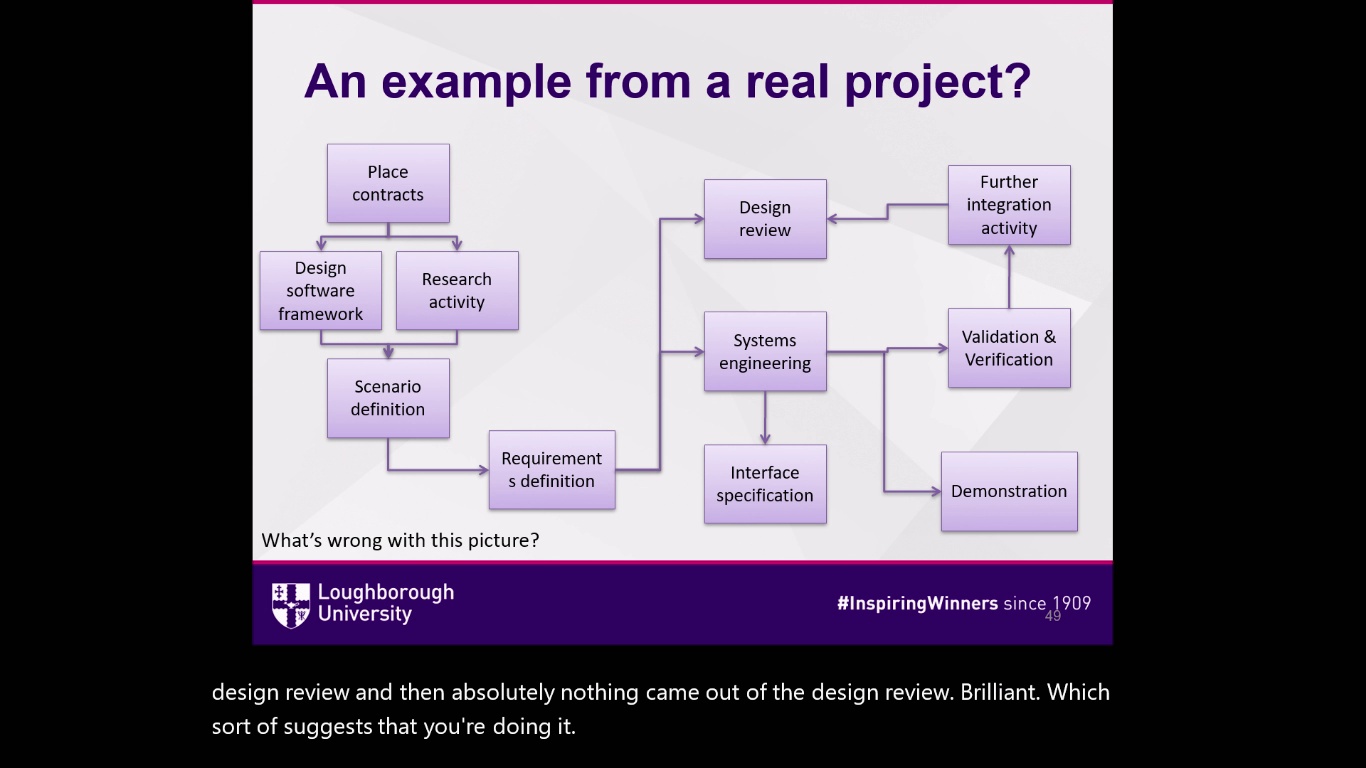 An example from a real project?
Place
contracts
Design
software
framework
Research
activity
Scenario
definition
Requirement
s definition
Design
review
Systems
engineering
Interface
specification
Further
integration
activity
Validation &
Verification
Demonstration
What's wrong with this picture?
Loughborough
University
#InspiringWinners since 1909
49
design review and then absolutely nothing came out of the design review. Brilliant. Which
sort of suggests that you're doing it.